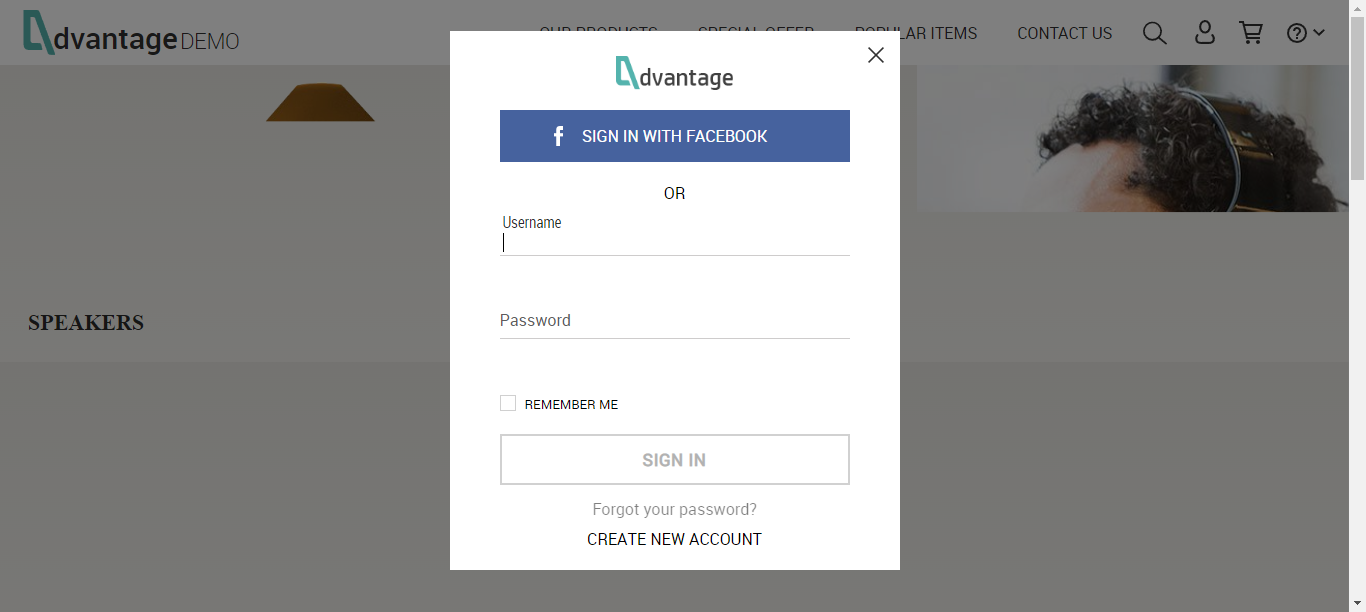 dvantage DEMO
OUR PRODUCTS SPECIAL OFFER POPULAR ITEMS CONTACT US
dvantage
f SIGN IN WITH FACEBOOK
OR
Username
Password
SPEAKERS
REMEMBER ME
SIGN IN
Forgot your password?
CREATE NEW ACCOUNT